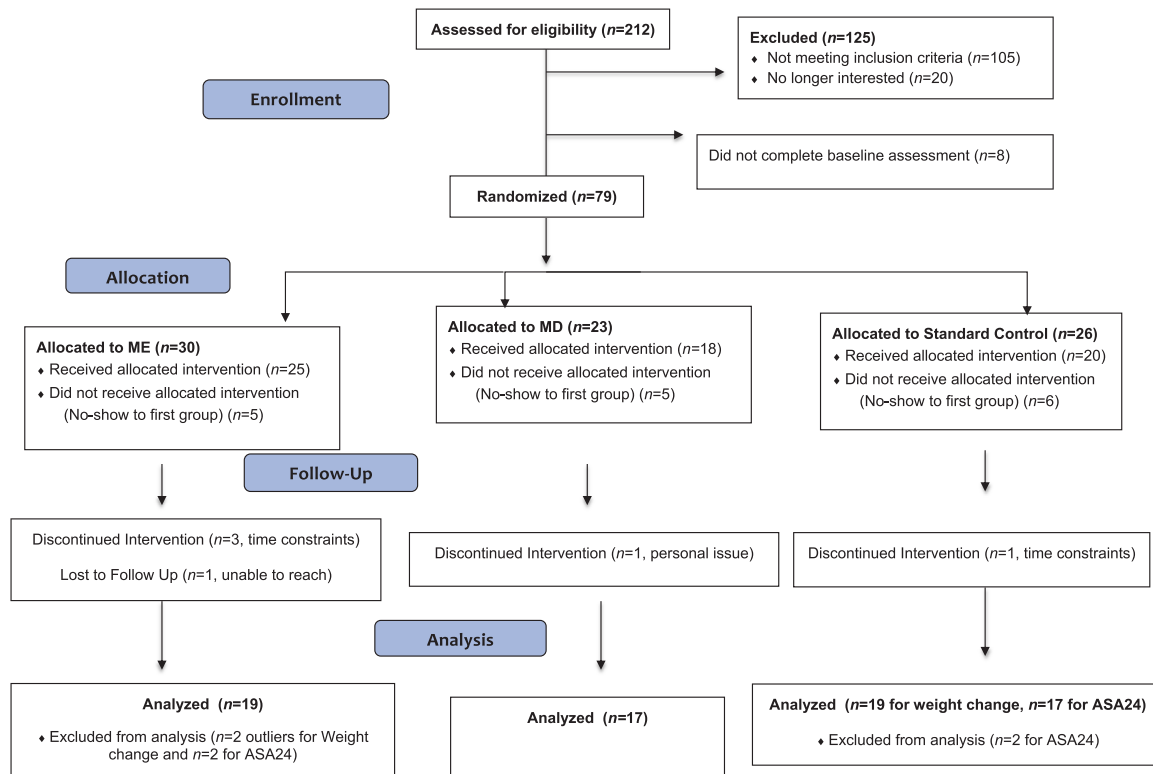 Assessed for eligibility (n=212)
Excluded (n=125)
♦ Not meeting inclusion criteria (n=105)
♦ No longer interested (n=20)
Enrollment
Did not complete baseline assessment (n=8)
Randomized (n=79)
Allocation
Allocated to ME (n=30)
♦ Received allocated intervention (n=25)
♦ Did not receive allocated intervention
(No-show to first group) (n=5)
Allocated to MD (n=23)
♦ Received allocated intervention (n=18)
♦ Did not receive allocated intervention
(No-show to first group) (n=5)
Allocated to Standard Control (n=26)
♦ Received allocated intervention (n=20)
♦ Did not receive allocated intervention
(No-show to first group) (n=6)
Follow-Up
Discontinued Intervention (n=3, time constraints)
Lost to Follow Up (n=1, unable to reach)
Discontinued Intervention (n=1, personal issue)
Discontinued Intervention (n=1, time constraints)
Analysis
Analyzed (n=19)
♦ Excluded from analysis (n=2 outliers for Weight
change and n=2 for ASA24)
Analyzed (n=17)
Analyzed (n=19 for weight change, n=17 for ASA24)
♦ Excluded from analysis (n=2 for ASA24)